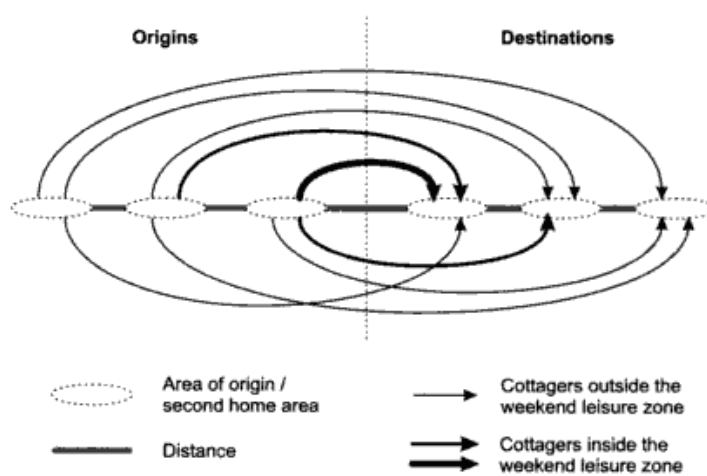 Origins
Destinations
Area of origin /
second home area
Distance
Cottagers outside the
weekend leisure zone
Cottagers inside the
weekend leisure zone